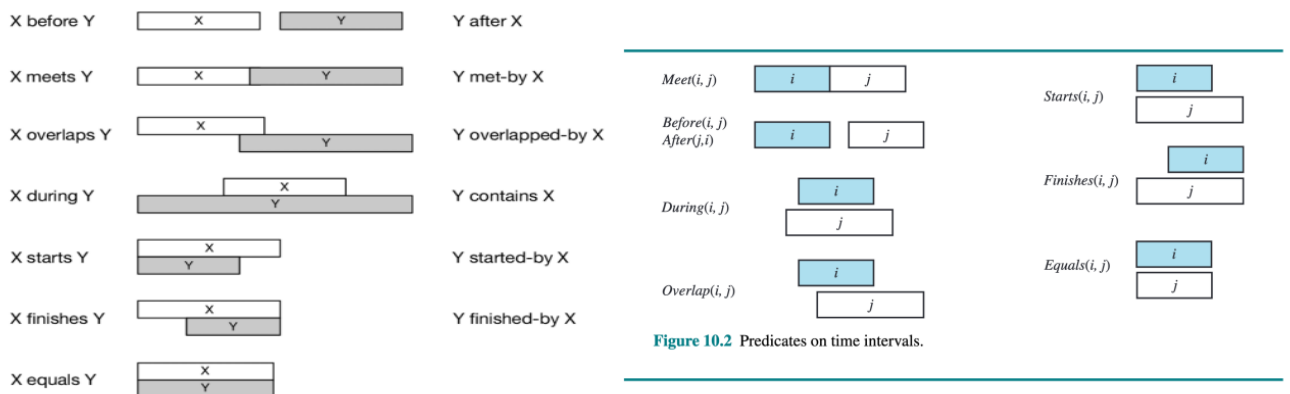 X before Y X Y Y after X
X meets Y X Y Y met-by X
X overlaps Y X Y Y overlapped-by X
X during Y X Y Y contains X
X starts Y X Y Y started-by X
X finishes Y X Y Y finished-by X
X equals Y X Y
Meet(i, j) i j
Before(i, j)
After(j,i) i j
During(i, j) i j
Overlap(i, j) i j
Starts(i, j) i j
Finishes(i, j) i j
Equals(i, j) i j
Figure 10.2 Predicates on time intervals.